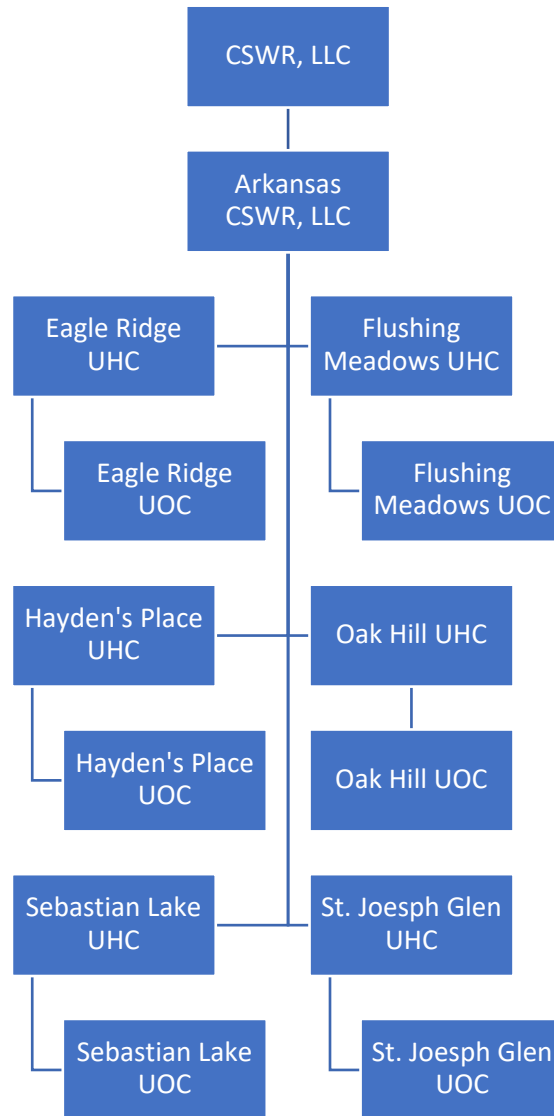 CSWR, LLC
Arkansas
CSWR, LLC
Eagle Ridge
UHC
Flushing
Meadows UHC
Eagle Ridge
UOC
Flushing
Meadows UOC
Hayden's Place
UHC
Oak Hill UHC
Hayden's Place
UOC
Oak Hill UOC
Sebastian Lake
UHC
St. Joesph Glen
UHC
Sebastian Lake
UOC
St. Joesph Glen
UOC